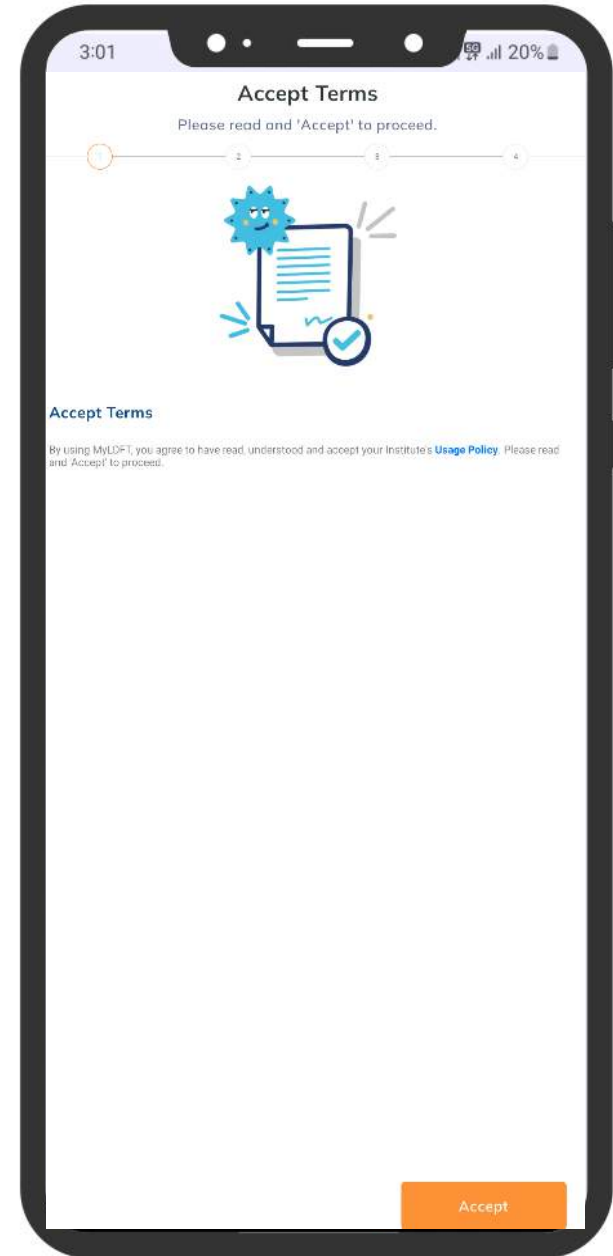 3:01
5G 20%
Accept Terms
Please read and 'Accept' to proceed.
1 2 3 4
Accept Terms
By using MyLOFT, you agree to have read, understood and accept your Institute's Usage Policy. Please read
and 'Accept' to proceed.
Accept